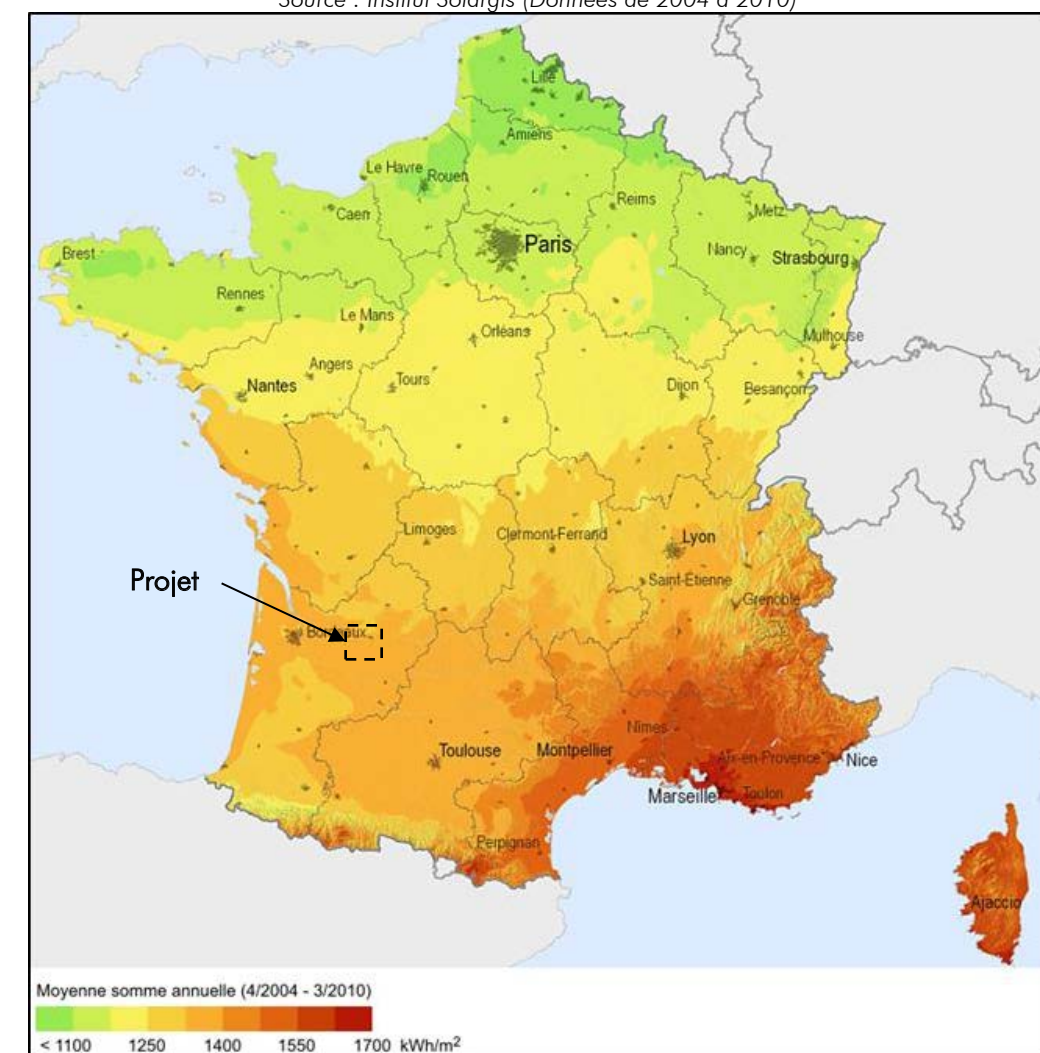 Source : Institut Solargis (Données de 2004 à 2010)
Lille
Amiens
Le Havre
Rouen
Reims
Metz
Caen
Paris
Nancy
Strasbourg
Brest
Rennes
Le Mans
Orléans
Mulhouse
Angers
Nantes
Tours
Dijon
Besançon
Limoges
Clermont-Ferrand
Lyon
Projet
Saint-Etienne
Grenoble
Bordeaux
Nîmes
Toulouse
Montpellier
Aix-en-Provence
Nice
Marseille
Toulon
Perpignan
Ajaccio
Moyenne somme annuelle (4/2004 - 3/2010)
< 1100 1250 1400 1550 1700 kWh/m²